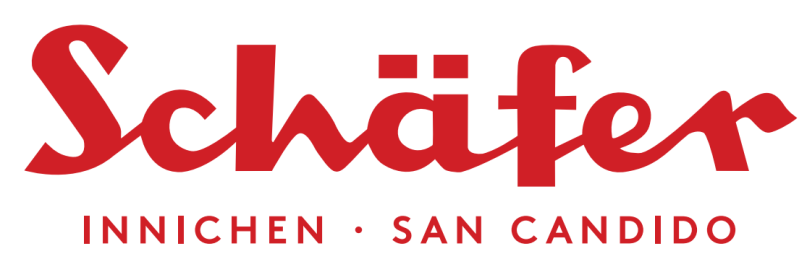 Schäfer
INNICHEN · SAN CANDIDO